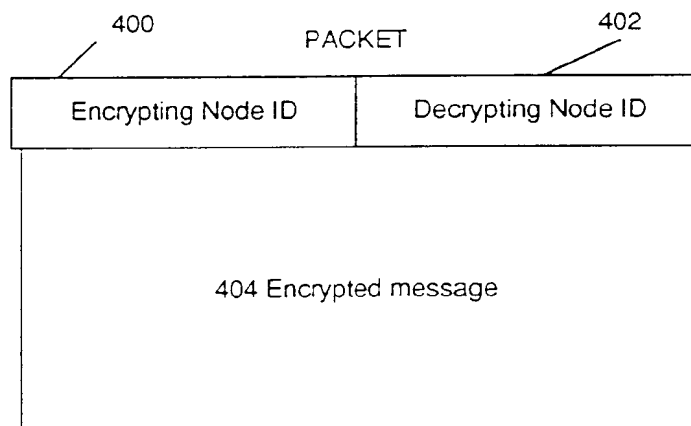 400 PACKET 402
Encrypting Node ID Decrypting Node ID
404 Encrypted message